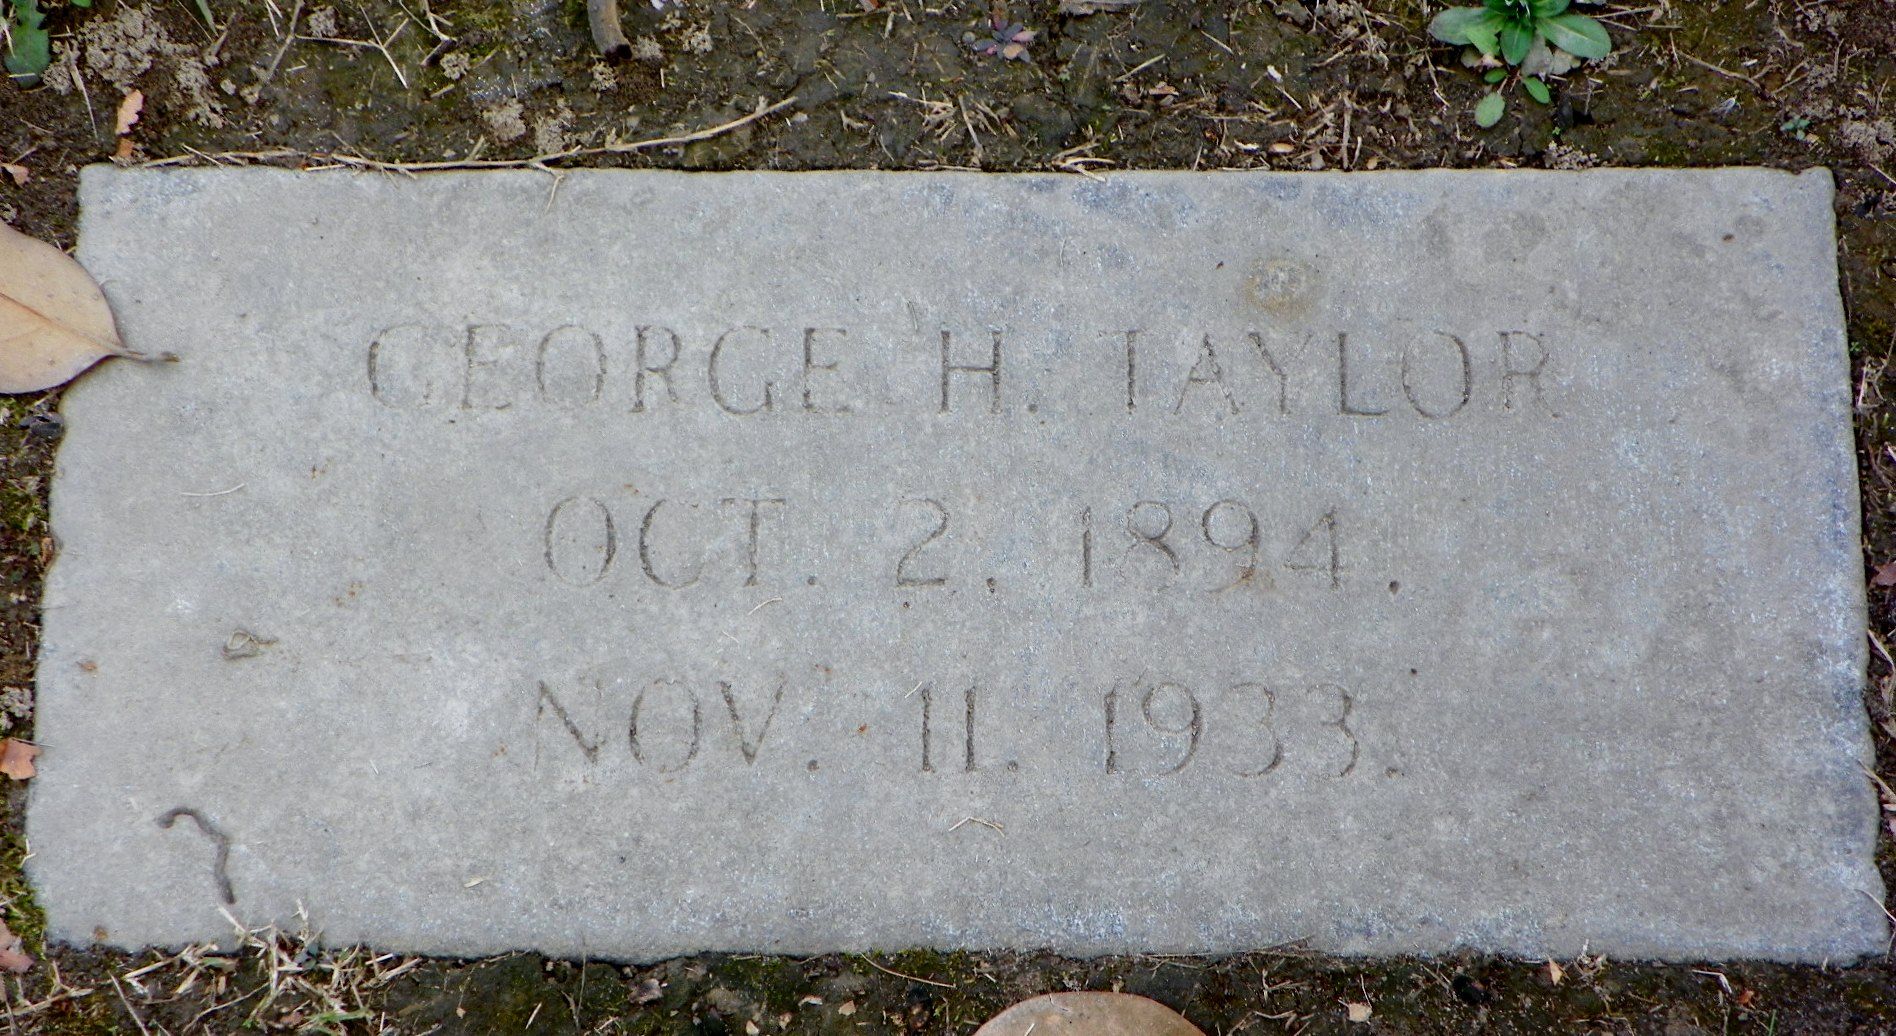 GEORGE H. TAYLOR
OCT. 2. 1894.
NOV. 11. 1933.